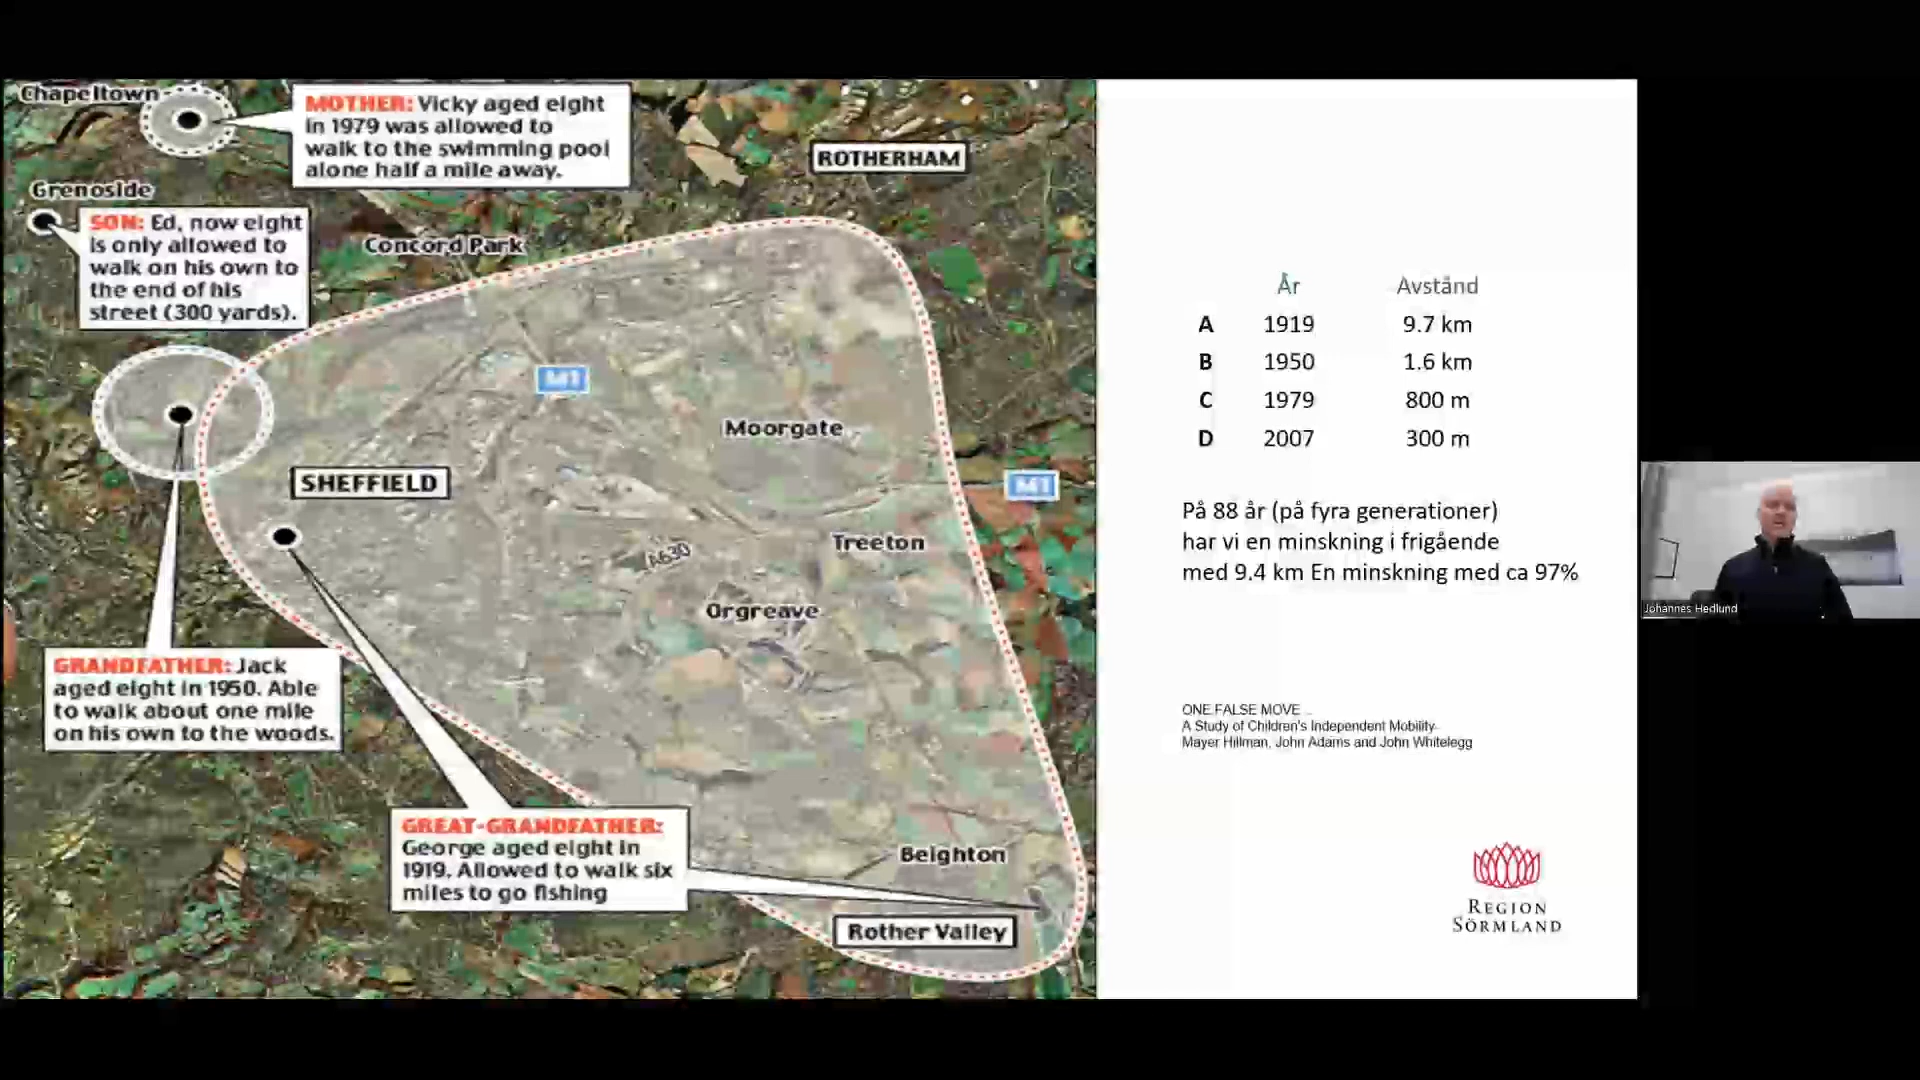 Chapeltown
MOTHER: Vicky aged eight
in 1979 was allowed to
walk to the swimming pool
alone half a mile away.
ROTHERHAM
Grenoside
SON: Ed, now eight
is only allowed to
walk on his own to
the end of his
street (300 yards).
Concord Park
M1
Moorgate
SHEFFIELD
M1
Treeton
A630
Orgreave
GRANDFATHER: Jack
aged eight in 1950. Able
to walk about one mile
on his own to the woods.
GREAT-GRANDFATHER:
George aged eight in
1919. Allowed to walk six
miles to go fishing
Beighton
Rother Valley
År Avstånd
A 1919 9.7 km
B 1950 1.6 km
C 1979 800 m
D 2007 300 m
På 88 år (på fyra generationer)
har vi en minskning i frigående
med 9.4 km En minskning med ca 97%
ONE FALSE MOVE ..
A Study of Children's Independent Mobility
Mayer Hillman, John Adams and John Whitelegg
REGION
SÖRMLAND
Johannes Hedlund